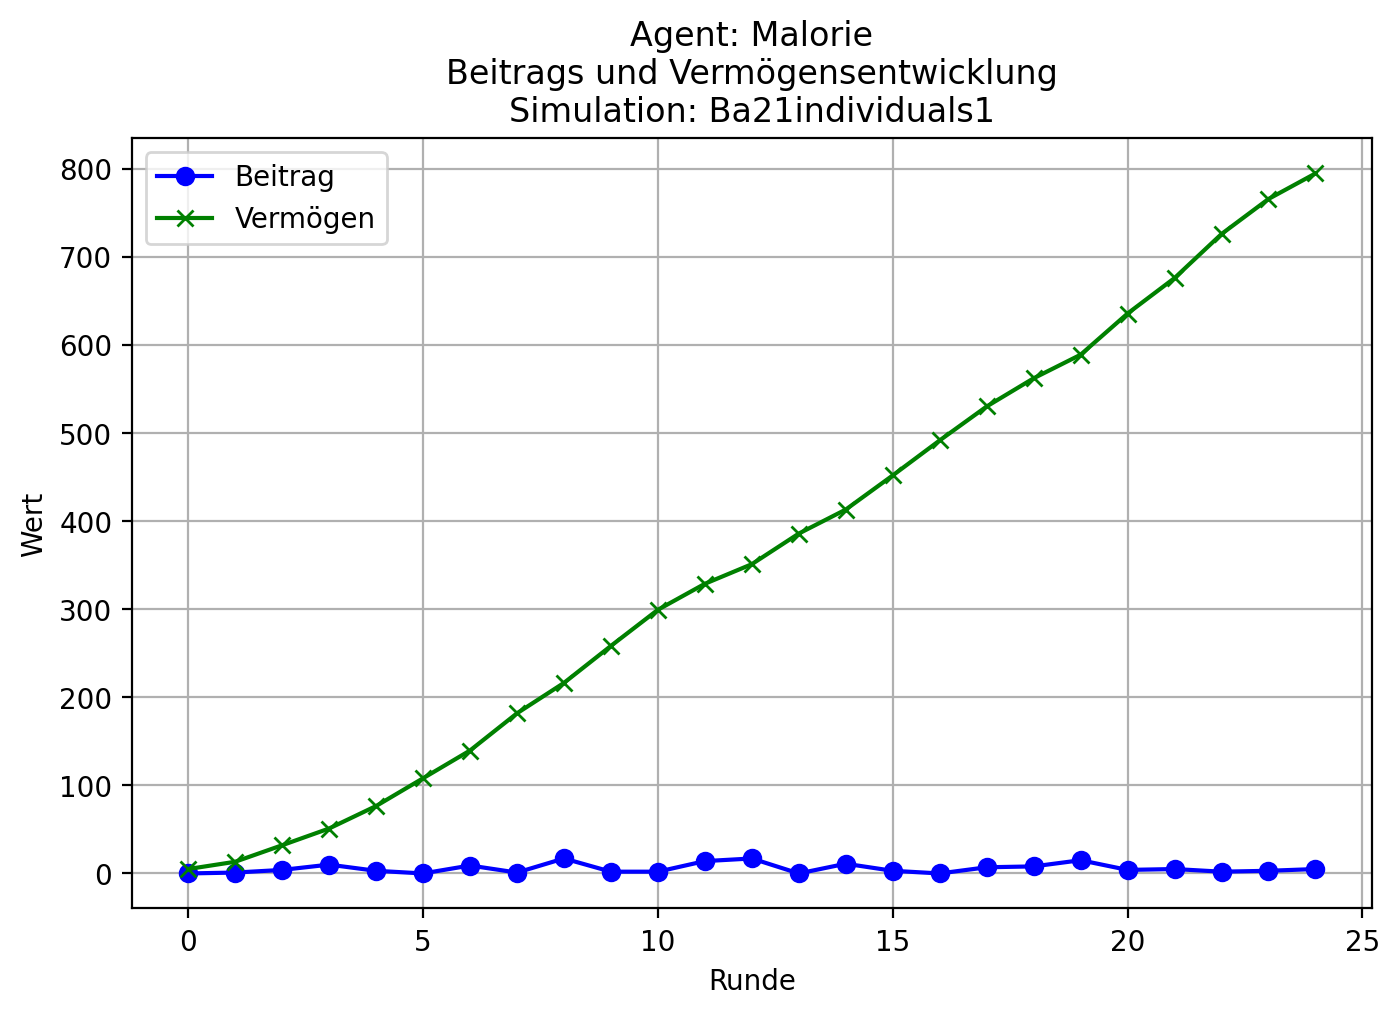 Agent: Malorie
Beitrags und Vermögensentwicklung
Simulation: Ba21individuals1
Beitrag
Vermögen
800
700
600
500
400
300
200
100
0
Wert
0 5 10 15 20 25
Runde